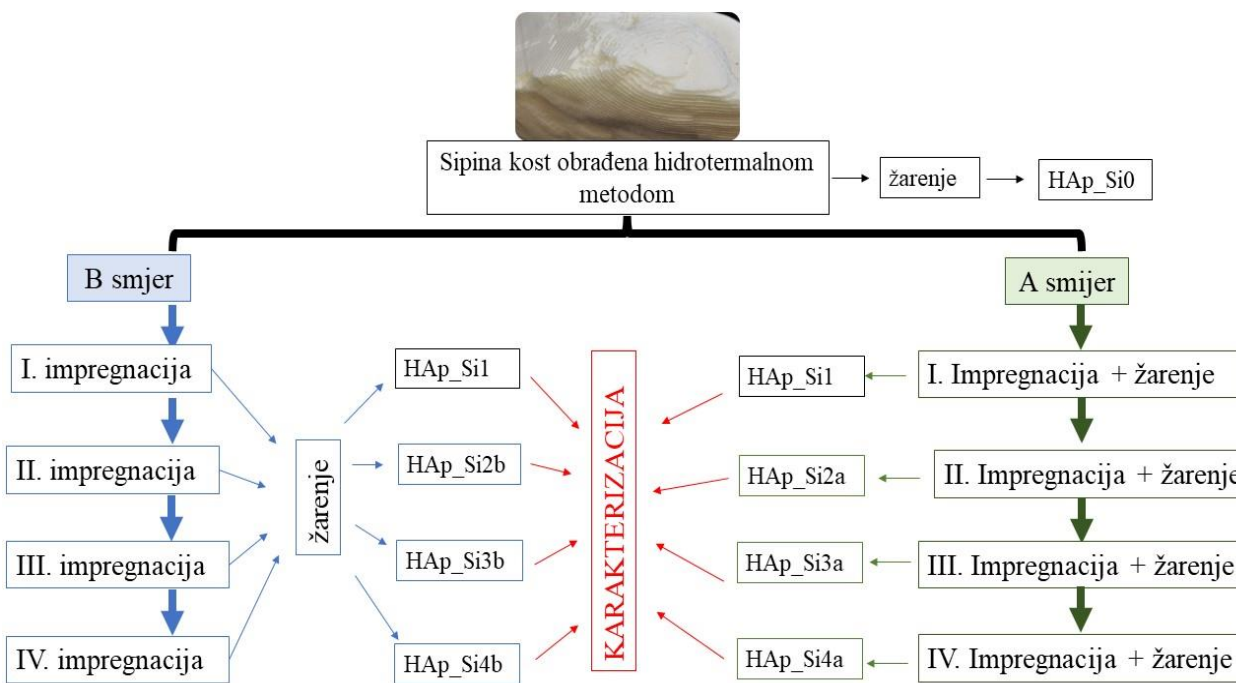 Sipina kost obrađena hidrotermalnom
metodom
žarenje
HAp_Si0
B smjer
A smijer
I. impregnacija
II. impregnacija
III. impregnacija
IV. impregnacija
žarenje
HAp_Si1
HAp_Si2b
HAp_Si3b
HAp_Si4b
KARAKTERIZACIJA
HAp_Si1
HAp_Si2a
HAp_Si3a
HAp_Si4a
I. Impregnacija + žarenje
II. Impregnacija + žarenje
III. Impregnacija + žarenje
IV. Impregnacija + žarenje